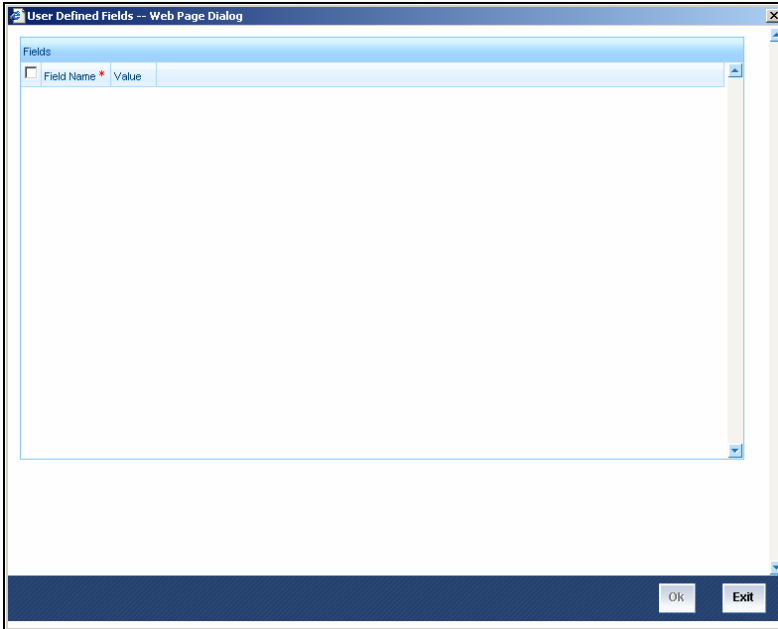 User Defined Fields -- Web Page Dialog
Fields
Field Name * Value
Ok Exit